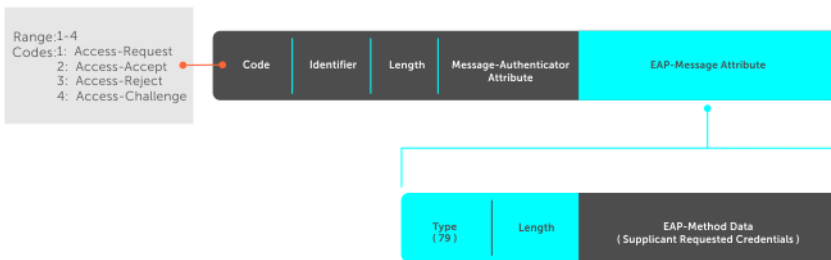 Range:1-4
Codes:1: Access-Request
2: Access-Accept
3: Access-Reject
4: Access-Challenge
Code
Identifier
Length
Message-Authenticator
Attribute
EAP-Message Attribute
Type
( 79 )
Length
EAP-Method Data
( Supplicant Requested Credentials )